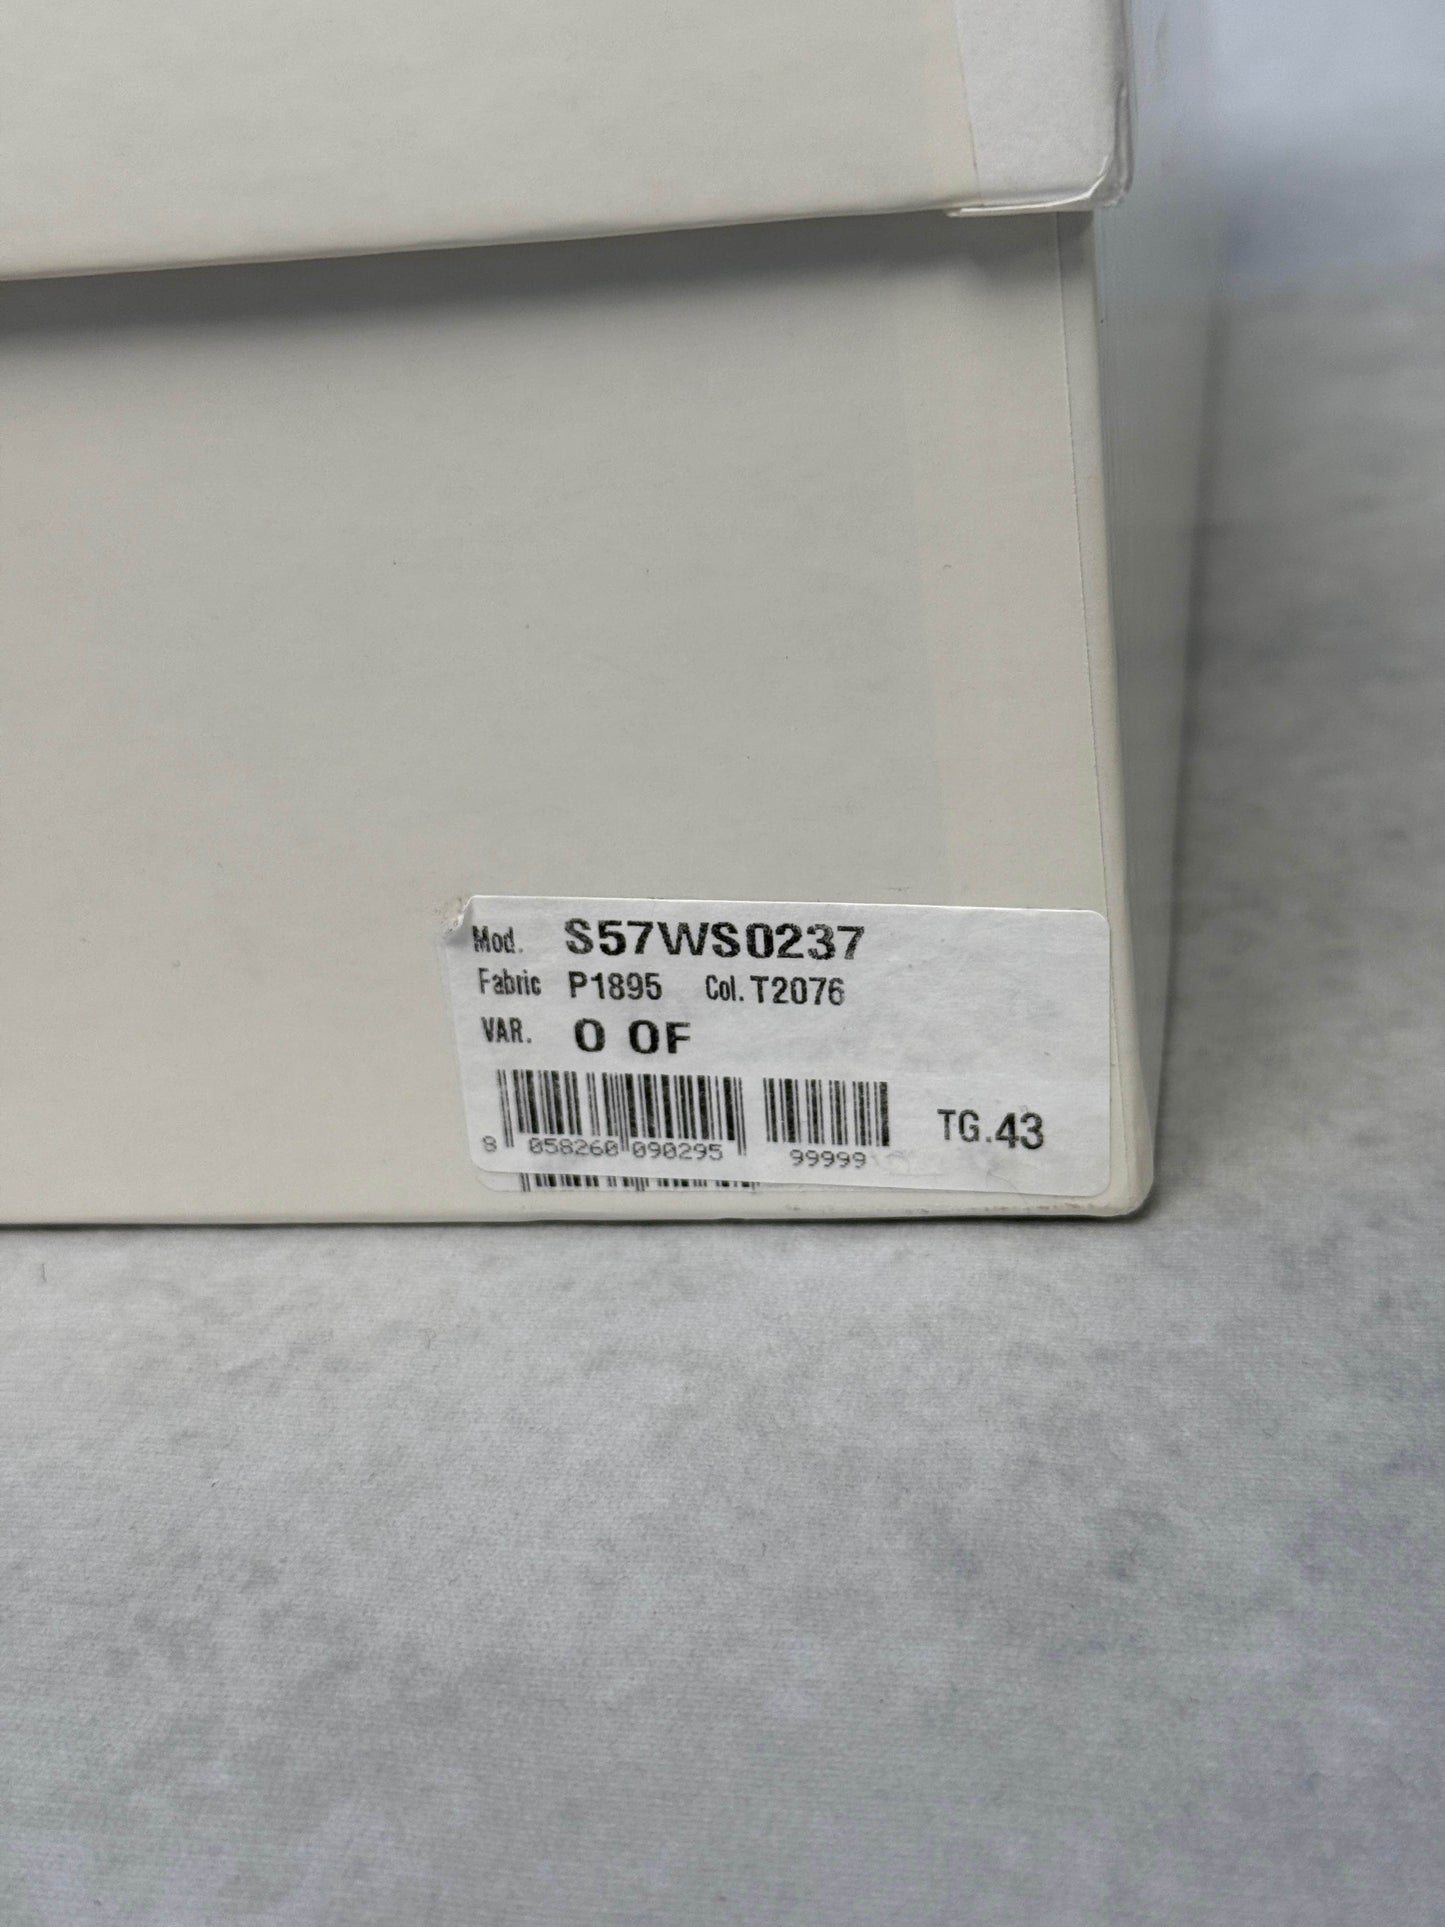 Mod. S57WS0237
Fabric P1895 Col. T2076
VAR. 0 0F
8 058260 090295 99999
TG. 43